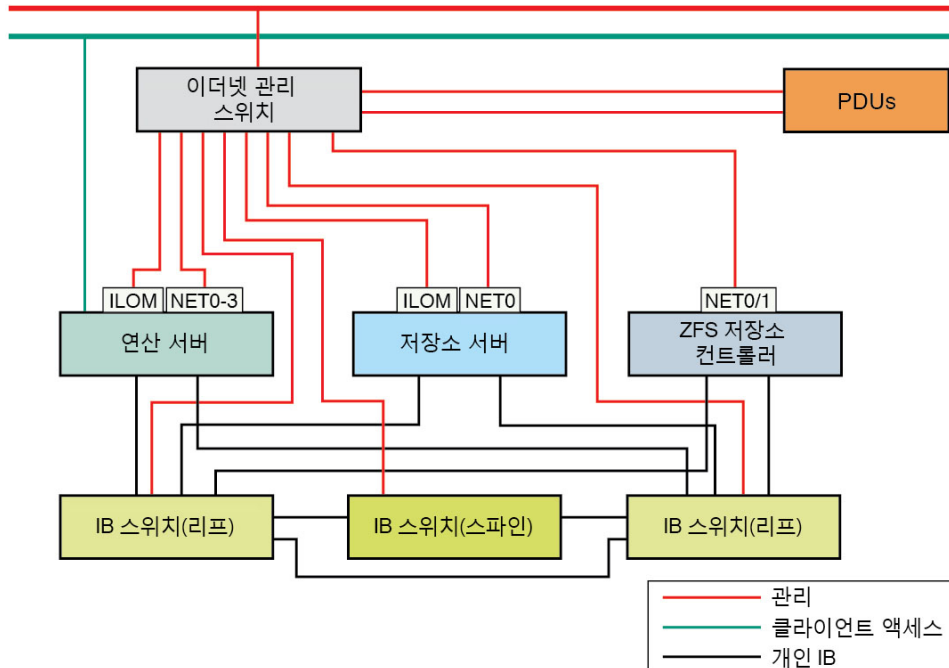 이더넷 관리
스위치
PDUs
ILOM
NET0-3
ILOM
NET0
NET0/1
연산 서버
저장소 서버
ZFS 저장소
컨트롤러
IB 스위치(리프)
IB 스위치(스파인)
IB 스위치(리프)
관리
클라이언트 액세스
개인 IB